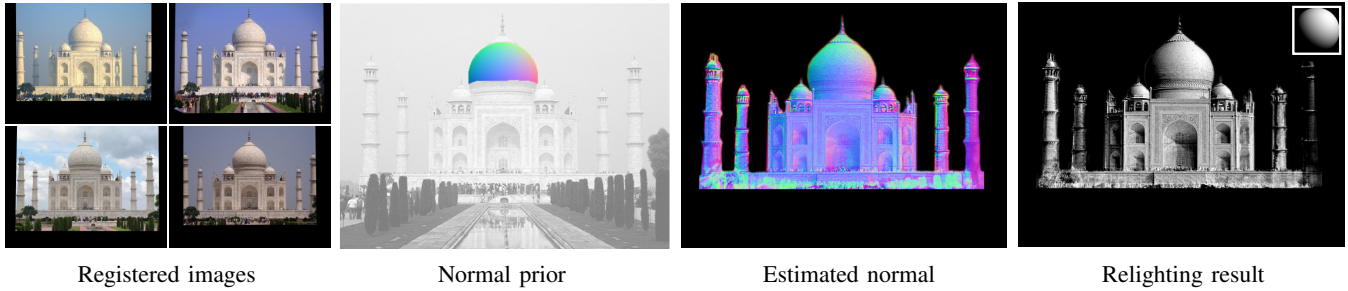 Registered images
Normal prior
Estimated normal
Relighting result